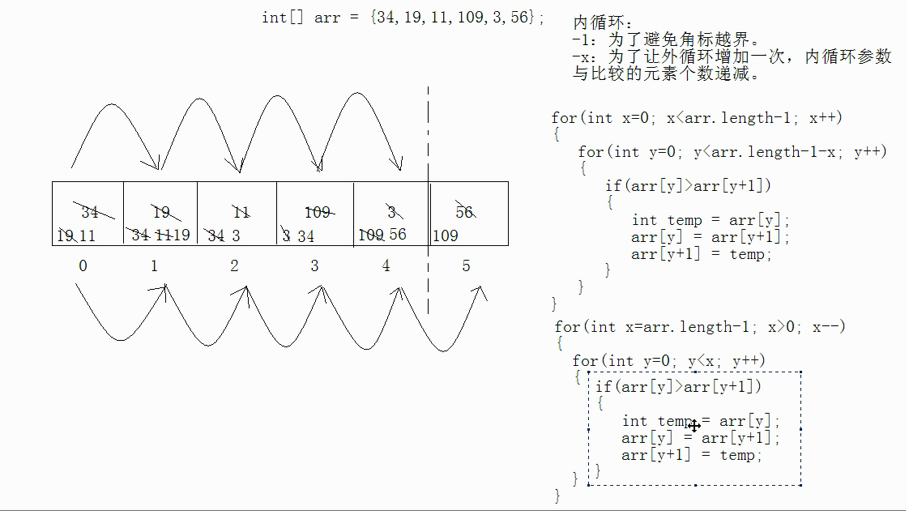 int[] arr = {34,19,11,109,3,56};
34 19 11 109 3 56
19 11 34 11 19 34 3 3 34 109 56 109
0 1 2 3 4 5
内循环：
-1：为了避免角标越界。
-x：为了让外循环增加一次，内循环参数
与比较的元素个数递减。
for(int x=0; x<arr.length-1; x++)
{
for(int y=0; y<arr.length-1-x; y++)
{
if(arr[y]>arr[y+1])
{
int temp = arr[y];
arr[y] = arr[y+1];
arr[y+1] = temp;
}
}
}
for(int x=arr.length-1; x>0; x--)
{
for(int y=0; y<x; y++)
{
if(arr[y]>arr[y+1])
{
int temp = arr[y];
arr[y] = arr[y+1];
arr[y+1] = temp;
}
}
}